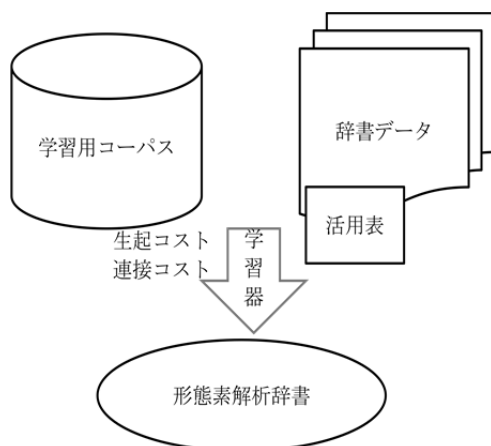 学習用コーパス
辞書データ
活用表
生起コスト
連接コスト
学習器
形態素解析辞書